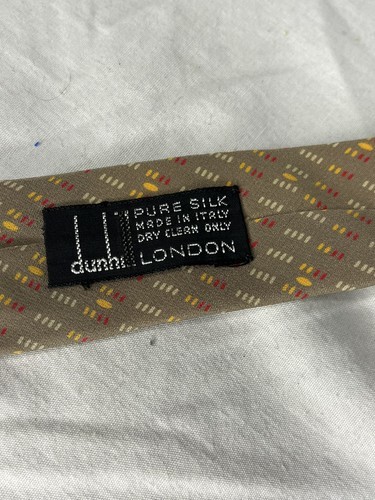 dunhill
PURE SILK
MADE IN ITALY
DRY CLEAN ONLY
LONDON